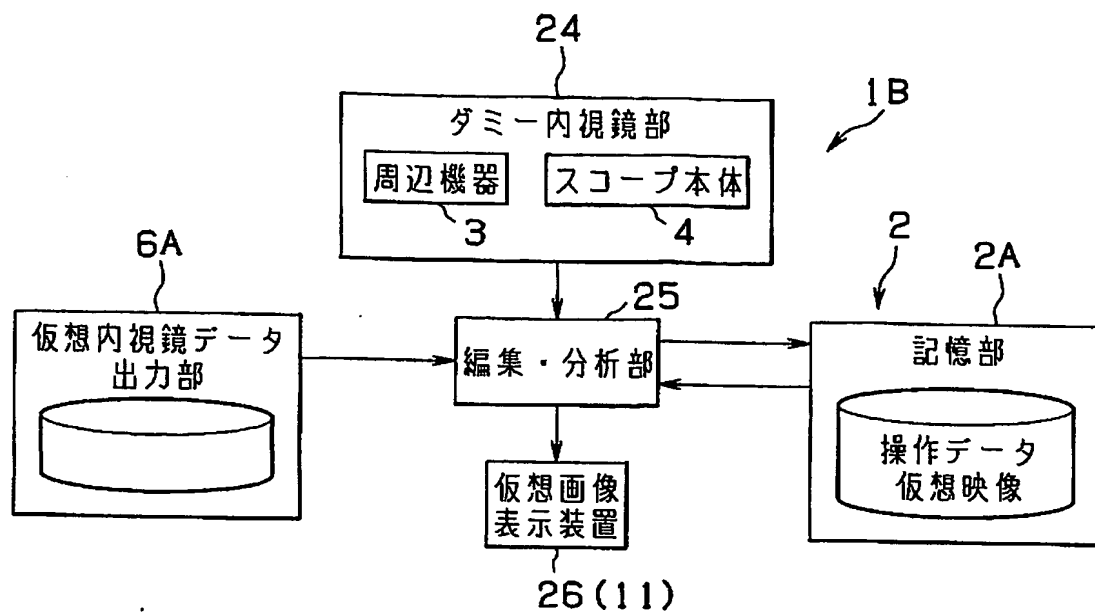 24
1B
ダミー内視鏡部
周辺機器
スコープ本体
3
4
6A
2
2A
25
仮想内視鏡データ
出力部
編集・分析部
記憶部
操作データ
仮想映像
仮想画像
表示装置
26(11)